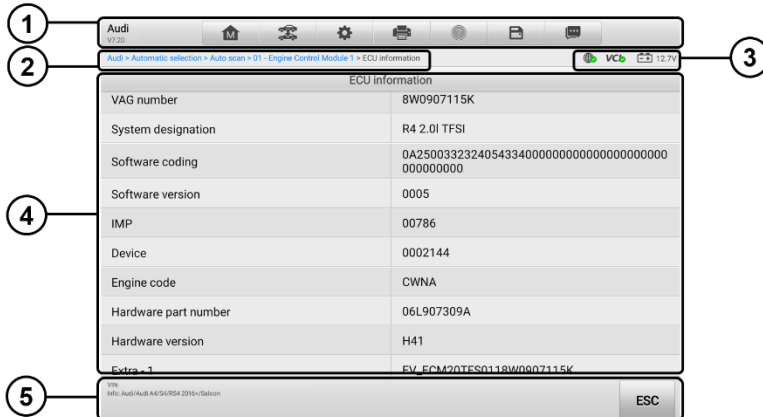 1
Audi
V7.20
M
?
2
Audi > Automatic selection > Auto scan > 01 - Engine Control Module 1 > ECU information
VCI
12.7V
3
ECU information
VAG number 8W0907115K
System designation R4 2.0l TFSI
Software coding 0A2500332324054334000000000000000000000
000000000
Software version 0005
4
IMP 00786
Device 0002144
Engine code CWNA
Hardware part number 06L907309A
Hardware version H41
Extra - 1 EV_ECM20TFS0118W0907115K
5
VIN:
Info: Audi/Audi A4/S4/RS4 2016>/Saloon
ESC